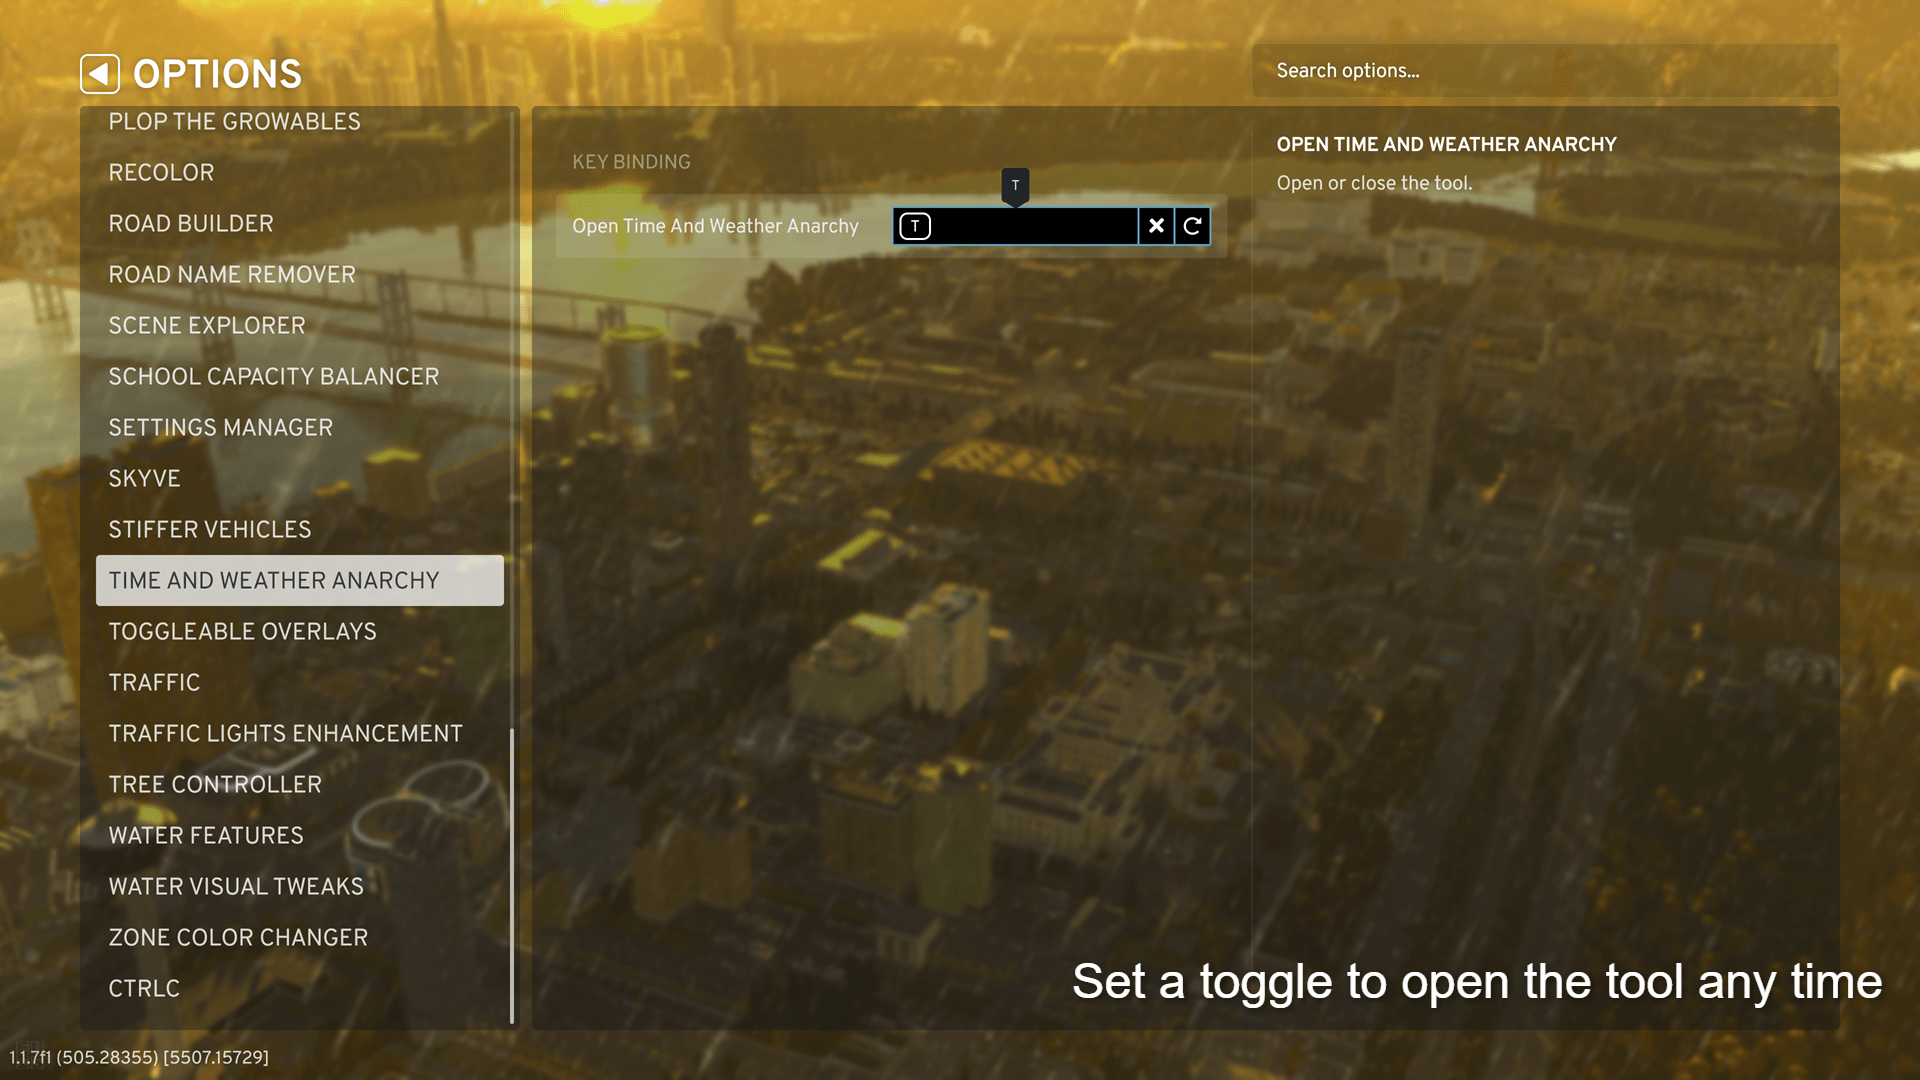 OPTIONS
Search options...
PLOP THE GROWABLES
RECOLOR
ROAD BUILDER
ROAD NAME REMOVER
SCENE EXPLORER
SCHOOL CAPACITY BALANCER
SETTINGS MANAGER
SKYVE
STIFFER VEHICLES
TIME AND WEATHER ANARCHY
TOGGLEABLE OVERLAYS
TRAFFIC
TRAFFIC LIGHTS ENHANCEMENT
TREE CONTROLLER
WATER FEATURES
WATER VISUAL TWEAKS
ZONE COLOR CHANGER
CTRLC
KEY BINDING
T
Open Time And Weather Anarchy
T
OPEN TIME AND WEATHER ANARCHY
Open or close the tool.
Set a toggle to open the tool any time
1.1.7f1 (505.28355) [5507.15729]